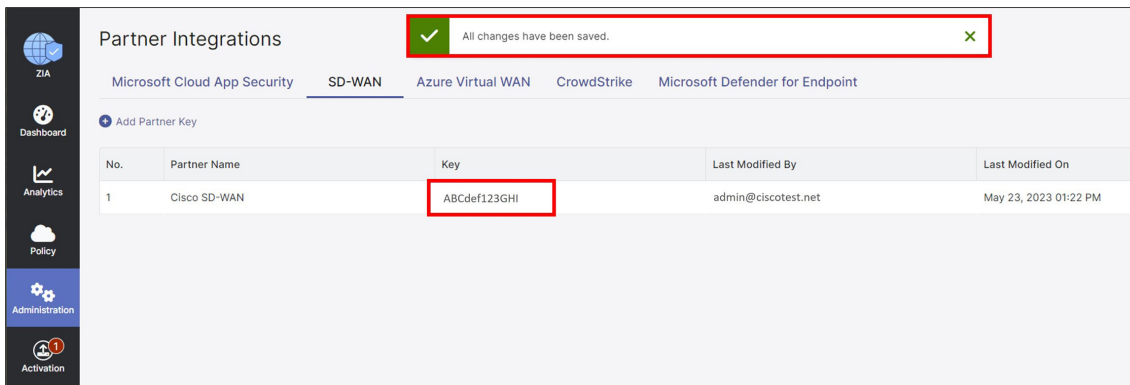 Partner Integrations
All changes have been saved.
ZIA
Microsoft Cloud App Security SD-WAN Azure Virtual WAN CrowdStrike Microsoft Defender for Endpoint
Add Partner Key
Dashboard
No. Partner Name Key Last Modified By Last Modified On
Analytics
1 Cisco SD-WAN ABCdef123GHI admin@ciscotest.net May 23, 2023 01:22 PM
Policy
Administration
1
Activation